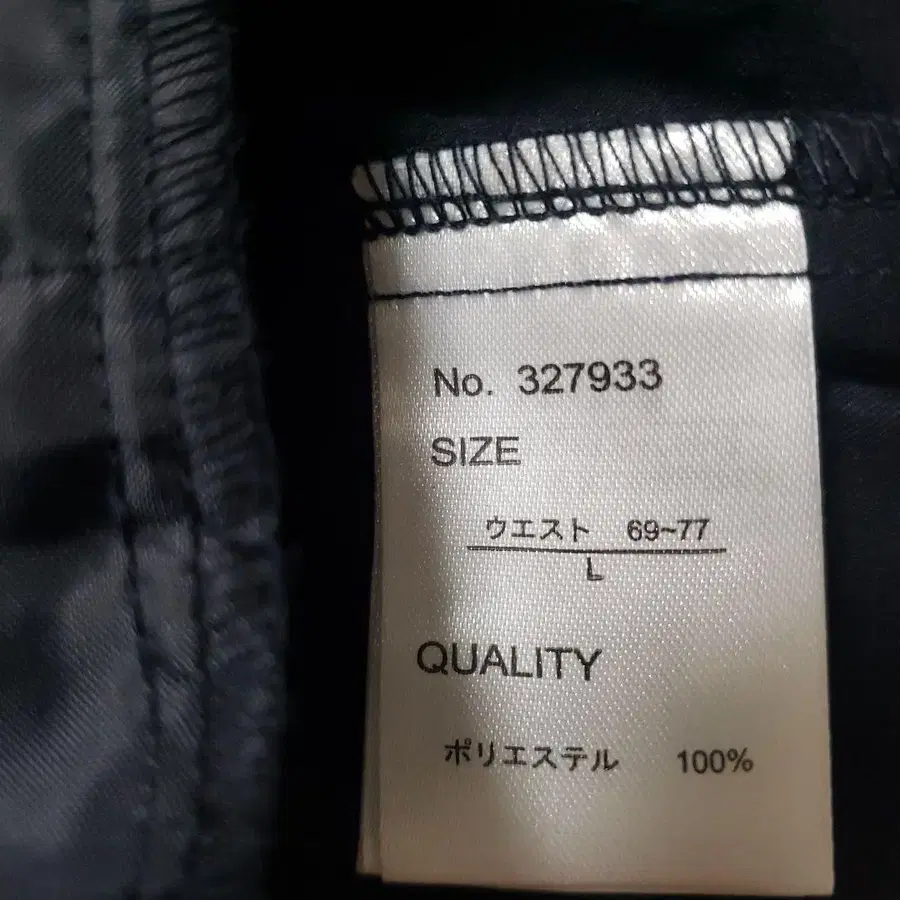 No. 327933
SIZE
ウエスト 69~77
L
QUALITY
ポリエステル 100%